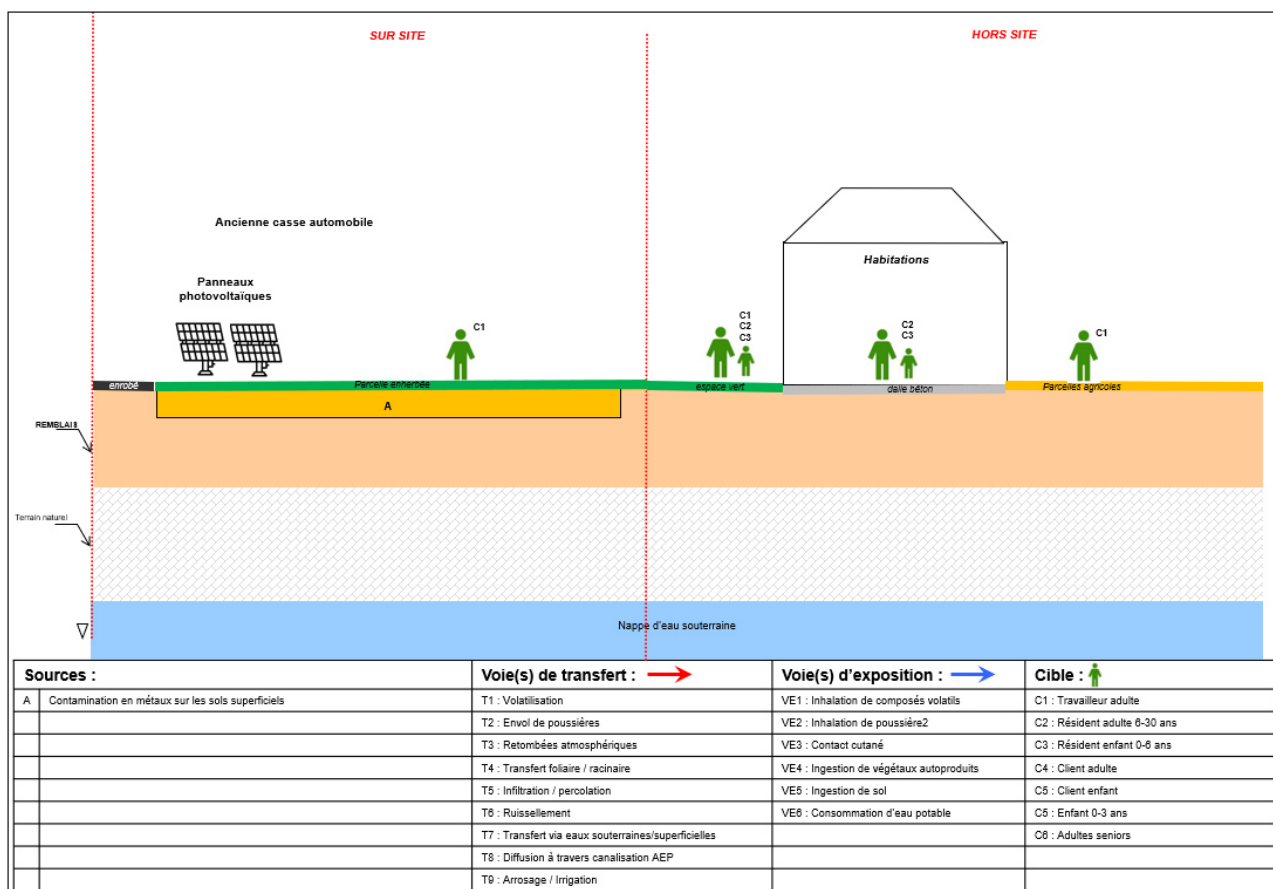 SUR SITE
HORS SITE
Ancienne casse automobile
Panneaux
photovoltaïques
Habitations
C1
C1
C2
C3
C2
C3
C1
enrobé
Parcelle enherbée
espace vert
dalle béton
Parcelles agricoles
A
REMBLAIS
Terrain naturel
Nappe d'eau souterraine
Sources :
Voie(s) de transfert :
Voie(s) d'exposition :
Cible :
A
Contamination en métaux sur les sols superficiels
T1 : Volatilisation
VE1 : Inhalation de composés volatils
C1 : Travailleur adulte
T2 : Envol de poussières
VE2 : Inhalation de poussière2
C2 : Résident adulte 6-30 ans
T3 : Retombées atmosphériques
VE3 : Contact cutané
C3 : Résident enfant 0-6 ans
T4 : Transfert foliaire / racinaire
VE4 : Ingestion de végétaux autoproduits
C4 : Client adulte
T5 : Infiltration / percolation
VE5 : Ingestion de sol
C5 : Client enfant
T6 : Ruissellement
VE6 : Consommation d'eau potable
C5 : Enfant 0-3 ans
T7 : Transfert via eaux souterraines/superficielles
C6 : Adultes seniors
T8 : Diffusion à travers canalisation AEP
T9 : Arrosage / Irrigation